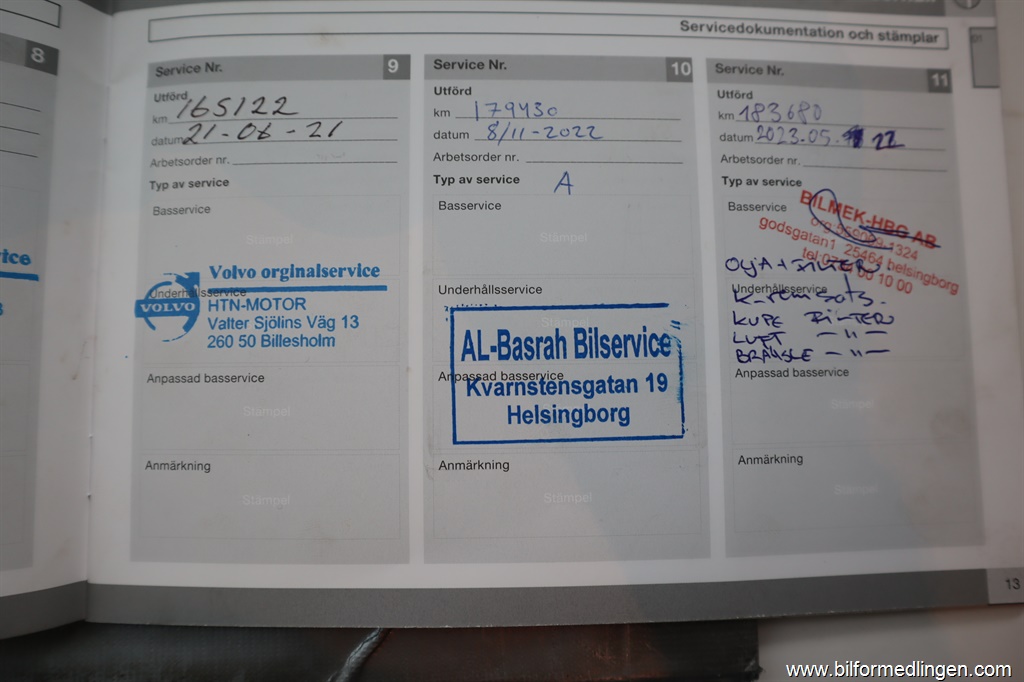 Servicedokumentation och stämplar
8
Service Nr. 9
Utförd
km 165122
datum 21-06-21
Arbetsorder nr.
Typ av service
Basservice
Stämpel
Volvo orginalservice
Underhållsservice
VOLVO
HTN-MOTOR
Valter Sjölins Väg 13
260 50 Billesholm
Anpassad basservice
Stämpel
Anmärkning
Stämpel
Service Nr. 10
Utförd
km 179430
datum 8/11-2022
Arbetsorder nr.
Typ av service A
Basservice
Stämpel
Underhållsservice
Stämpel
AL-Basrah Bilservice
Anpassad basservice
Kvarnstensgatan 19
Helsingborg
Anmärkning
Stämpel
Service Nr. 11
Utförd
km 183680
datum 2023.05. 22
Arbetsorder nr.
Typ av service
Basservice
BILMEK-HBG AB
godsgatan1 25464 helsingborg
OLJA + FILTER
Underhållsservice
K-remsats.
KUPE FILTER
LUFT -"-
BRÄNSLE -"-
Anpassad basservice
Stämpel
Anmärkning
Stämpel
13
www.bilformedlingen.com